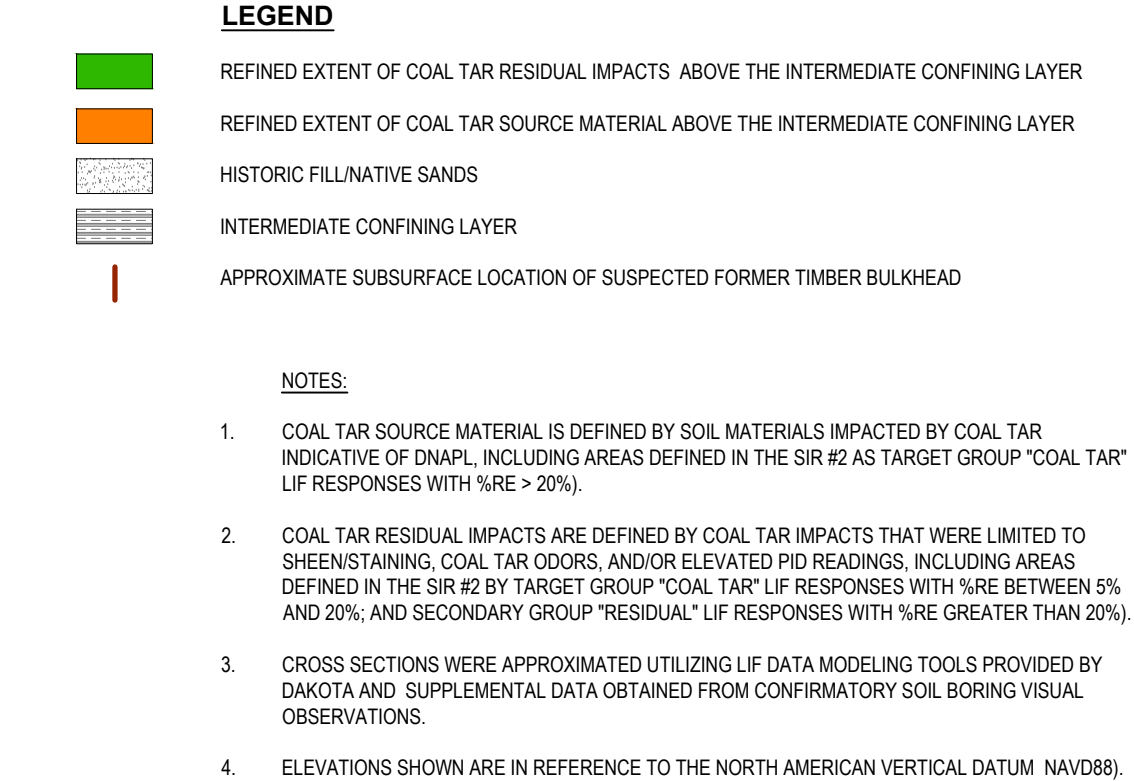 LEGEND
REFINED EXTENT OF COAL TAR RESIDUAL IMPACTS ABOVE THE INTERMEDIATE CONFINING LAYER
REFINED EXTENT OF COAL TAR SOURCE MATERIAL ABOVE THE INTERMEDIATE CONFINING LAYER
HISTORIC FILL/NATIVE SANDS
INTERMEDIATE CONFINING LAYER
APPROXIMATE SUBSURFACE LOCATION OF SUSPECTED FORMER TIMBER BULKHEAD
NOTES:
1. COAL TAR SOURCE MATERIAL IS DEFINED BY SOIL MATERIALS IMPACTED BY COAL TAR
INDICATIVE OF DNAPL, INCLUDING AREAS DEFINED IN THE SIR #2 AS TARGET GROUP "COAL TAR"
LIF RESPONSES WITH %RE > 20%).
2. COAL TAR RESIDUAL IMPACTS ARE DEFINED BY COAL TAR IMPACTS THAT WERE LIMITED TO
SHEEN/STAINING, COAL TAR ODORS, AND/OR ELEVATED PID READINGS, INCLUDING AREAS
DEFINED IN THE SIR #2 BY TARGET GROUP "COAL TAR" LIF RESPONSES WITH %RE BETWEEN 5%
AND 20%; AND SECONDARY GROUP "RESIDUAL" LIF RESPONSES WITH %RE GREATER THAN 20%).
3. CROSS SECTIONS WERE APPROXIMATED UTILIZING LIF DATA MODELING TOOLS PROVIDED BY
DAKOTA AND SUPPLEMENTAL DATA OBTAINED FROM CONFIRMATORY SOIL BORING VISUAL
OBSERVATIONS.
4. ELEVATIONS SHOWN ARE IN REFERENCE TO THE NORTH AMERICAN VERTICAL DATUM NAVD88).